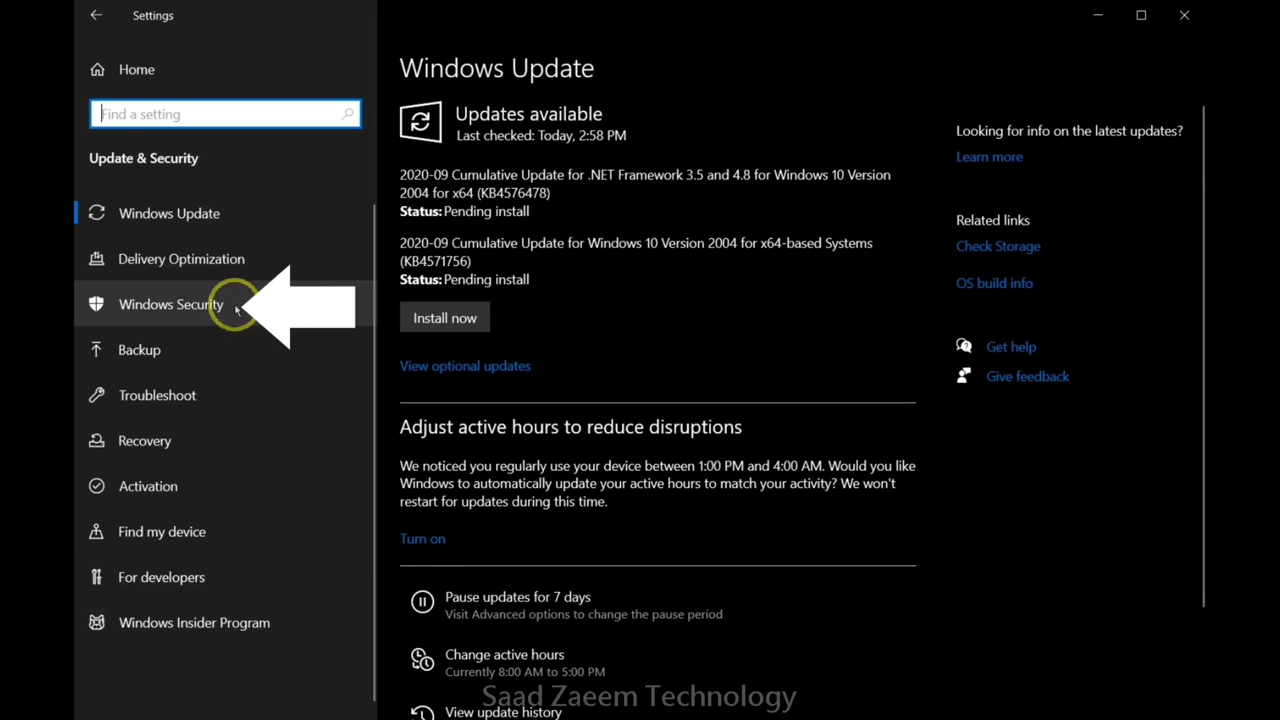 Settings
Home
Find a setting
Update & Security
Windows Update
Delivery Optimization
Windows Security
Backup
Troubleshoot
Recovery
Activation
Find my device
For developers
Windows Insider Program
Windows Update
Updates available
Last checked: Today, 2:58 PM
2020-09 Cumulative Update for .NET Framework 3.5 and 4.8 for Windows 10 Version
2004 for x64 (KB4576478)
Status: Pending install
2020-09 Cumulative Update for Windows 10 Version 2004 for x64-based Systems
(KB4571756)
Status: Pending install
Install now
View optional updates
Adjust active hours to reduce disruptions
We noticed you regularly use your device between 1:00 PM and 4:00 AM. Would you like
Windows to automatically update your active hours to match your activity? We won't
restart for updates during this time.
Turn on
Pause updates for 7 days
Visit Advanced options to change the pause period
Change active hours
Currently 8:00 AM to 5:00 PM
View update history
Looking for info on the latest updates?
Learn more
Related links
Check Storage
OS build info
Get help
Give feedback
Saad Zaeem Technology